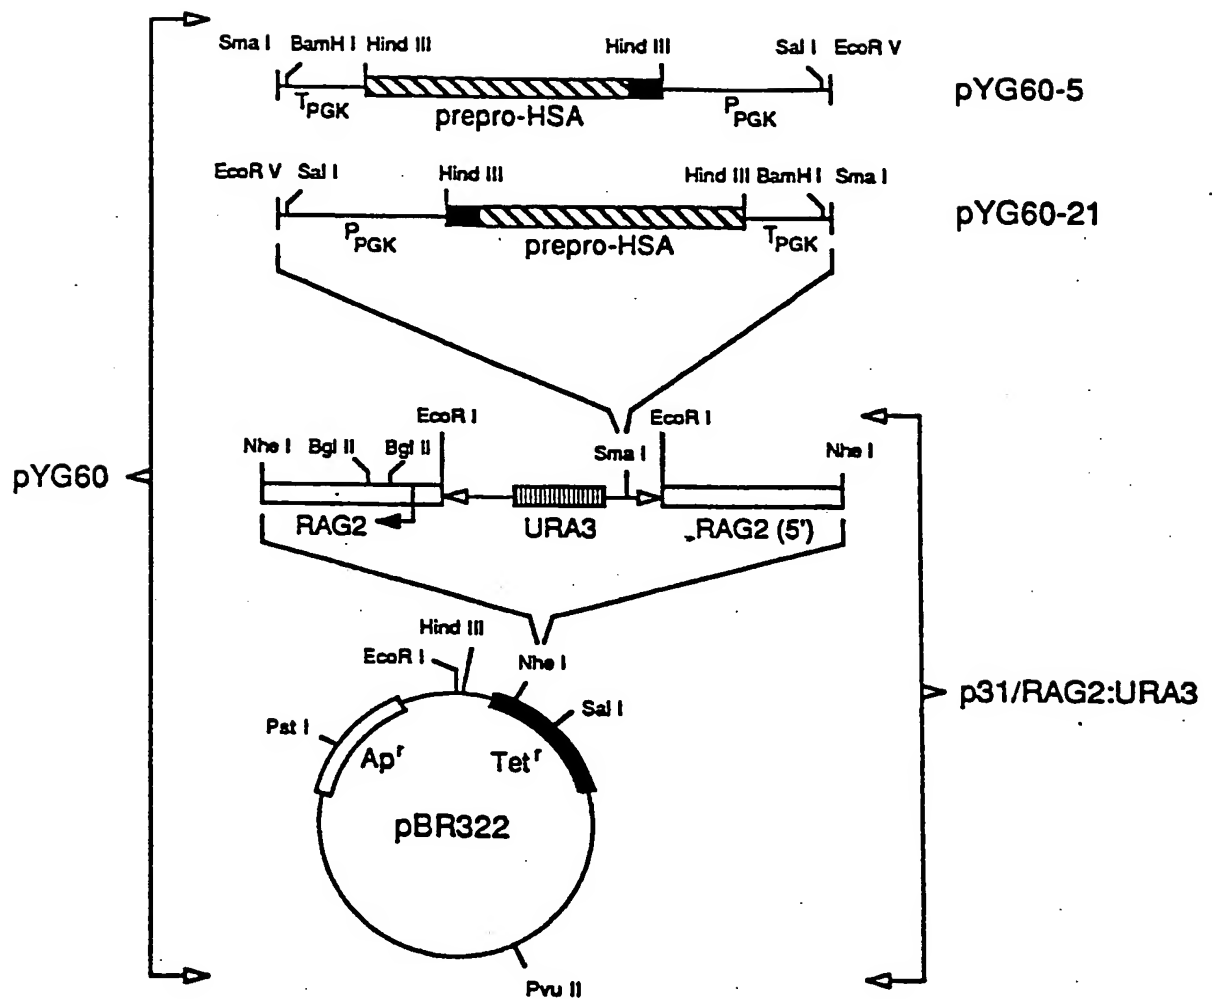 Sma I BamH I Hind III Hind III Sal I EcoR V
T PGK prepro-HSA P PGK pYG60-5
EcoR V Sal I Hind III Hind III BamH I Sma I
P PGK prepro-HSA T PGK pYG60-21
EcoR I EcoR I
Nhe I Bgl II Bgl II Sma I Nhe I
pYG60
RAG2 URA3 RAG2 (5')
Hind III
EcoR I Nhe I
p31/RAG2:URA3
Pst I Sal I
Ap r Tet r
pBR322
Pvu II